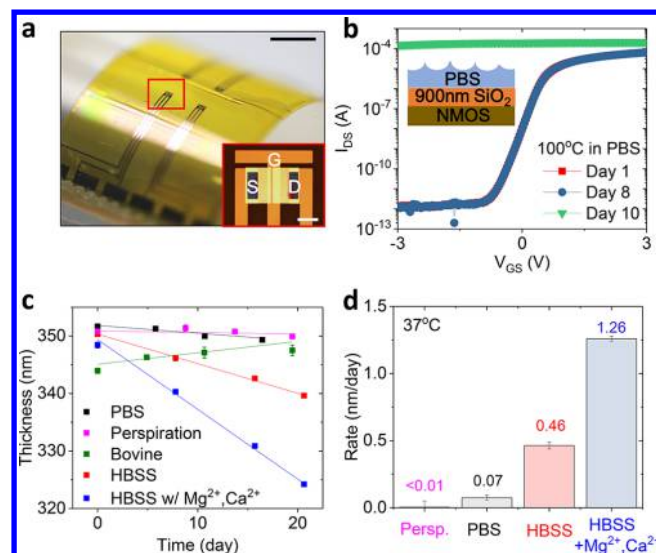 a
G
S
D
b
I_DS (A)
10⁻⁴
10⁻⁷
10⁻¹⁰
10⁻¹³
PBS
900nm SiO₂
NMOS
100°C in PBS
Day 1
Day 8
Day 10
-3
0
3
V_GS (V)
c
Thickness (nm)
350
340
330
320
PBS
Perspiration
Bovine
HBSS
HBSS w/ Mg²⁺,Ca²⁺
0
10
20
Time (day)
d
Rate (nm/day)
1.5
1.0
0.5
0.0
37°C
<0.01
0.07
0.46
1.26
Persp.
PBS
HBSS
HBSS
+Mg²⁺,Ca²⁺